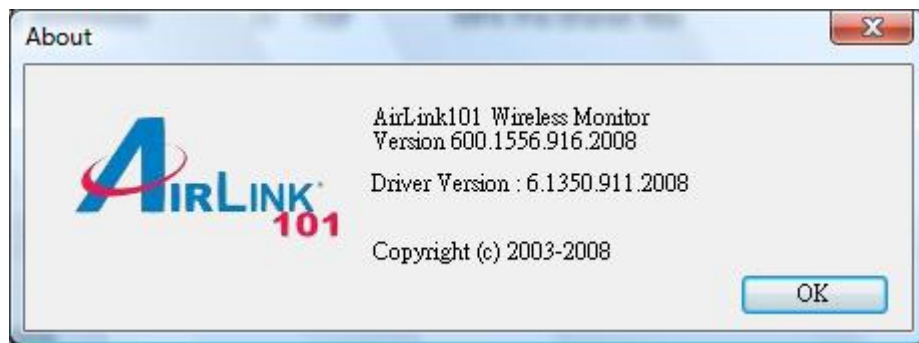 About
AirLink101 Wireless Monitor
Version 600.1556.916.2008
Driver Version : 6.1350.911.2008
AIRLINK
101
Copyright (c) 2003-2008
OK